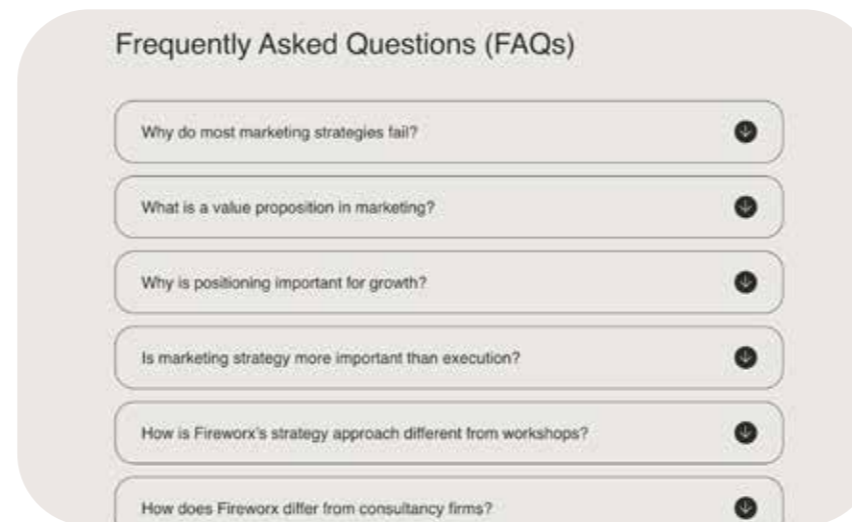 Frequently Asked Questions (FAQs)
Why do most marketing strategies fail?
What is a value proposition in marketing?
Why is positioning important for growth?
Is marketing strategy more important than execution?
How is Fireworx's strategy approach different from workshops?
How does Fireworx differ from consultancy firms?